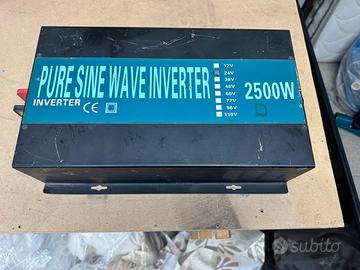 PURE SINE WAVE INVERTER
INVERTER CE
12V
24V
36V
48V
60V
72V
96V
110V
2500W
subito